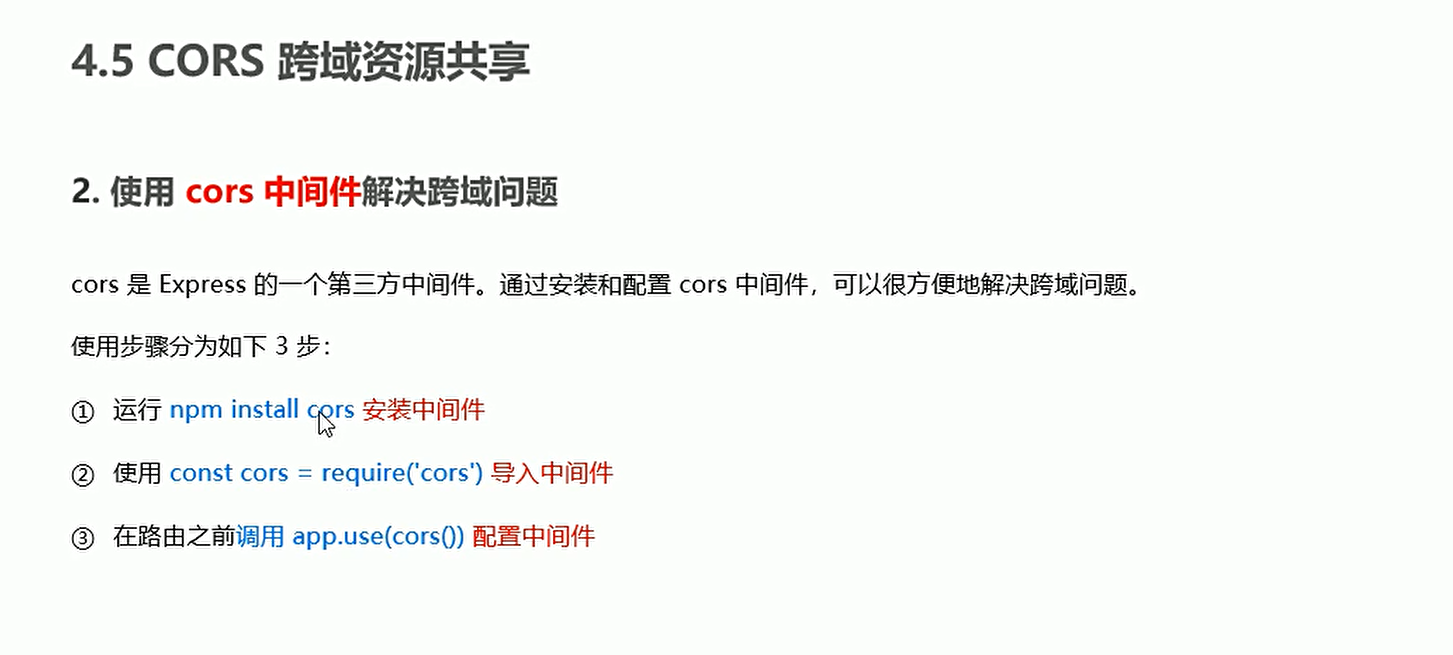 4.5 CORS 跨域资源共享
2. 使用 cors 中间件解决跨域问题
cors 是 Express 的一个第三方中间件。通过安装和配置 cors 中间件，可以很方便地解决跨域问题。
使用步骤分为如下 3 步：
① 运行 npm install cors 安装中间件
② 使用 const cors = require('cors') 导入中间件
③ 在路由之前调用 app.use(cors()) 配置中间件